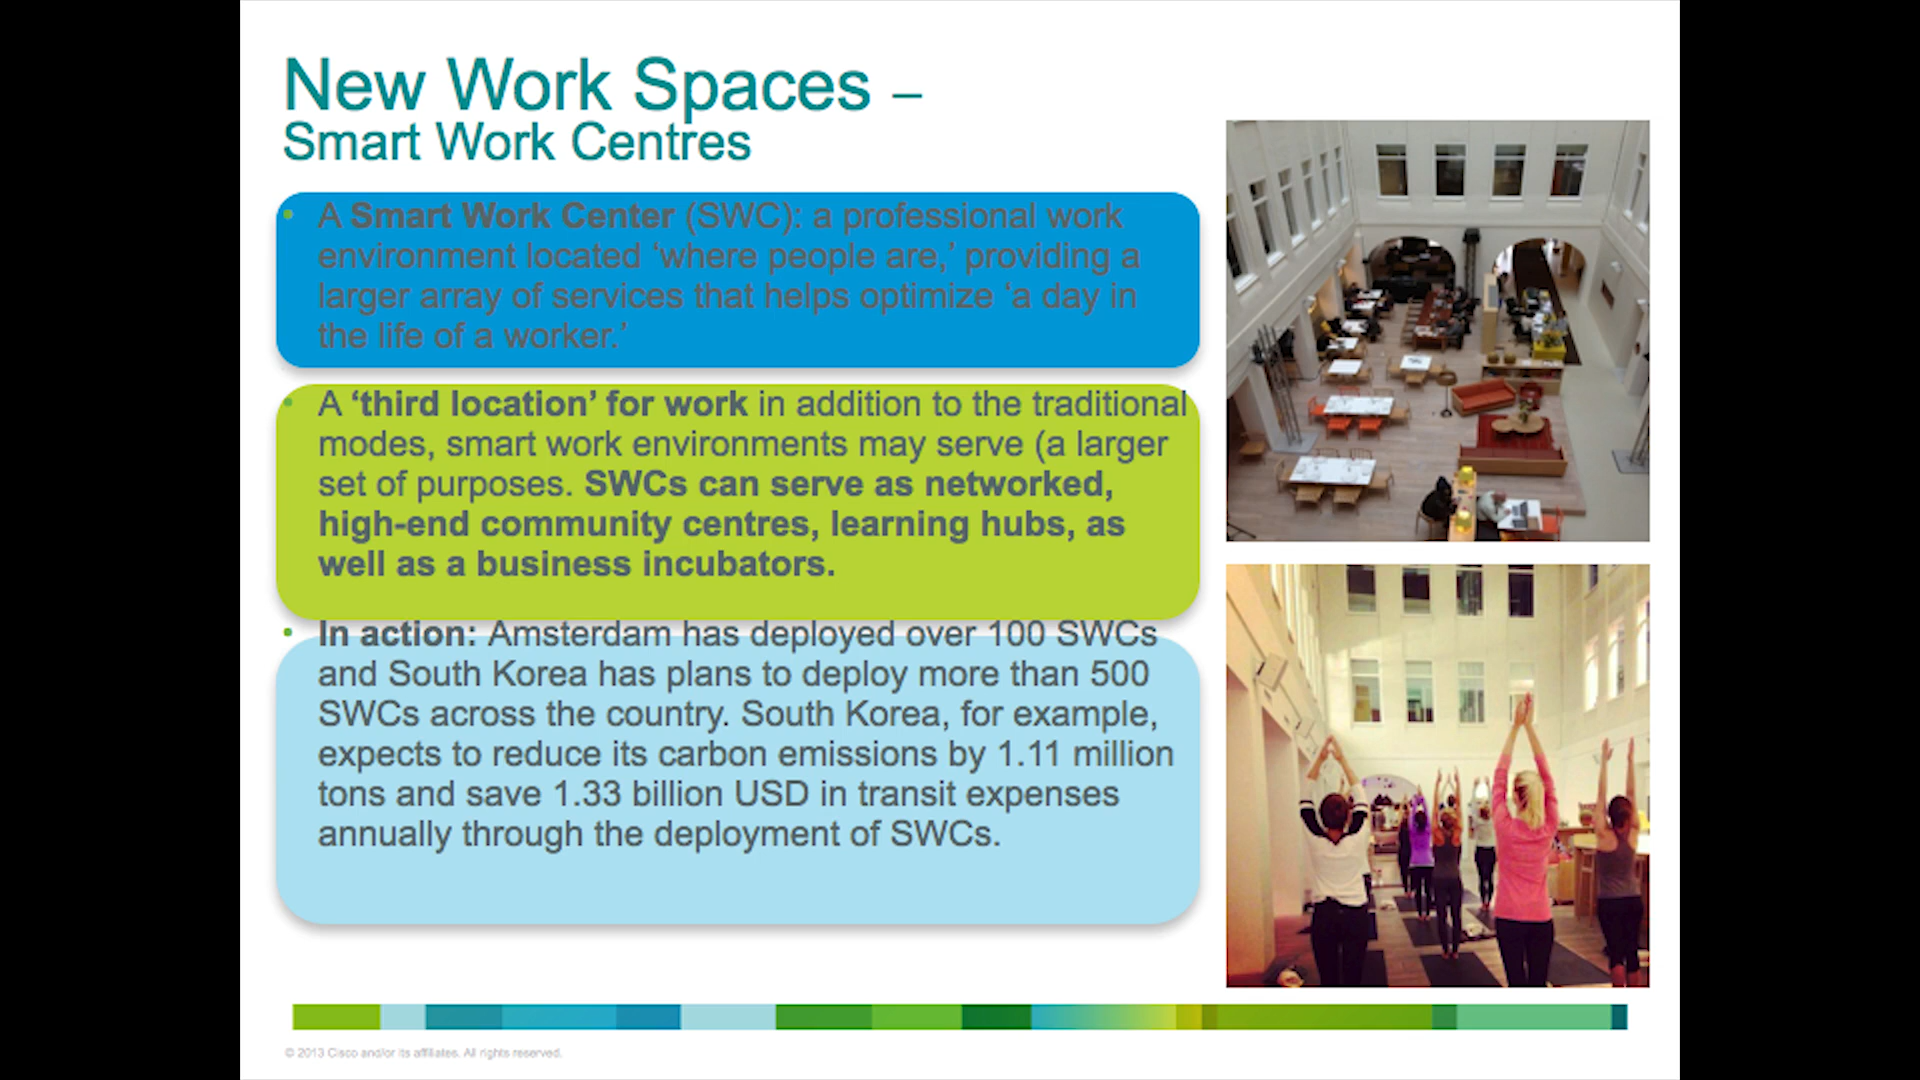 New Work Spaces –
Smart Work Centres
• A Smart Work Center (SWC): a professional work
environment located ‘where people are,’ providing a
larger array of services that helps optimize ‘a day in
the life of a worker.’
• A ‘third location’ for work in addition to the traditional
modes, smart work environments may serve (a larger
set of purposes. SWCs can serve as networked,
high-end community centres, learning hubs, as
well as a business incubators.
• In action: Amsterdam has deployed over 100 SWCs
and South Korea has plans to deploy more than 500
SWCs across the country. South Korea, for example,
expects to reduce its carbon emissions by 1.11 million
tons and save 1.33 billion USD in transit expenses
annually through the deployment of SWCs.
© 2013 Cisco and/or its affiliates. All rights reserved.